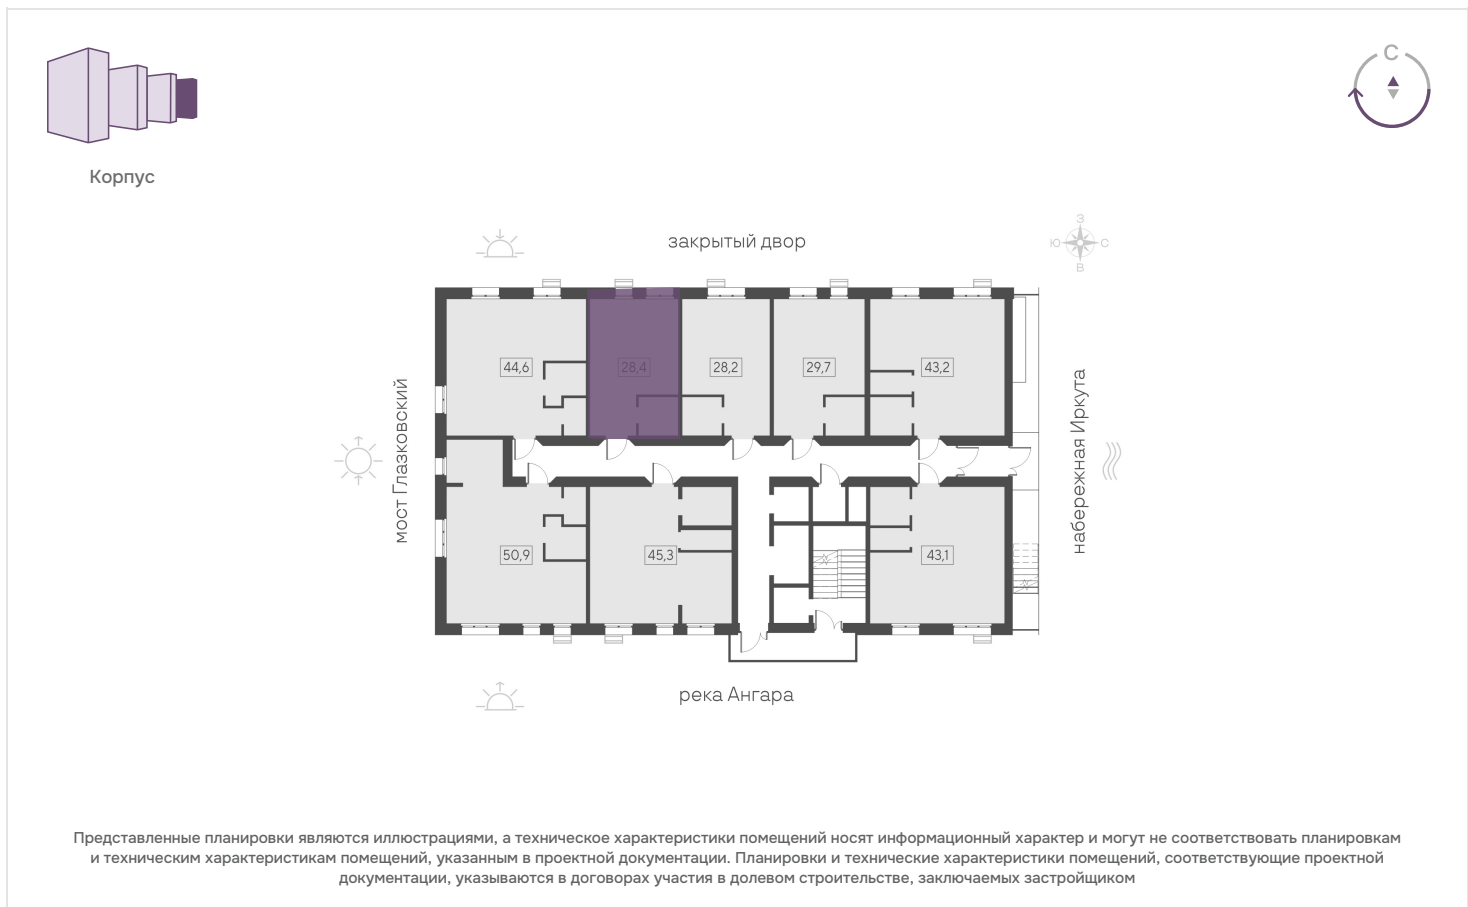 С
Корпус
закрытый двор
З
Ю
С
В
44,6
28,4
28,2
29,7
43,2
мост Глазковский
набережная Иркута
50,9
45,3
43,1
река Ангара
Представленные планировки являются иллюстрациями, а техническое характеристики помещений носят информационный характер и могут не соответствовать планировкам
и техническим характеристикам помещений, указанным в проектной документации. Планировки и технические характеристики помещений, соответствующие проектной
документации, указываются в договорах участия в долевом строительстве, заключаемых застройщиком